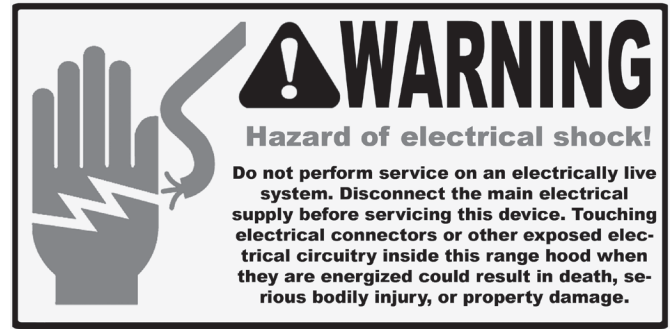 WARNING
Hazard of electrical shock!
Do not perform service on an electrically live
system. Disconnect the main electrical
supply before servicing this device. Touching
electrical connectors or other exposed elec-
trical circuitry inside this range hood when
they are energized could result in death, se-
rious bodily injury, or property damage.